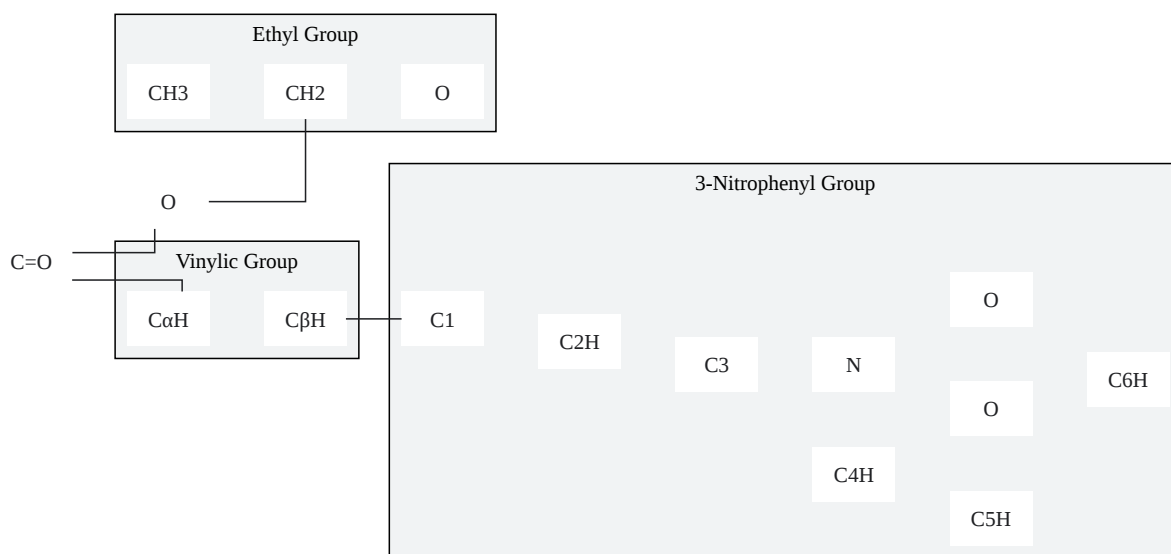 Ethyl Group
CH3 CH2 O
O
C=O
Vinylic Group
CαH CβH
3-Nitrophenyl Group
C1
C2H
C3
N
O
O
C6H
C4H
C5H